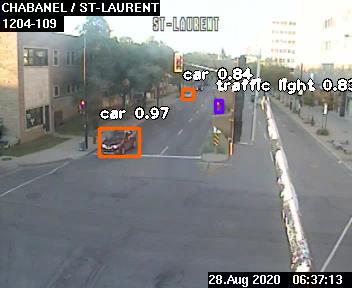 CHABANEL / ST-LAURENT
1204-109
ST-LAURENT
car 0.84
traffic light 0.83
car 0.97
28.Aug 2020 06:37:13